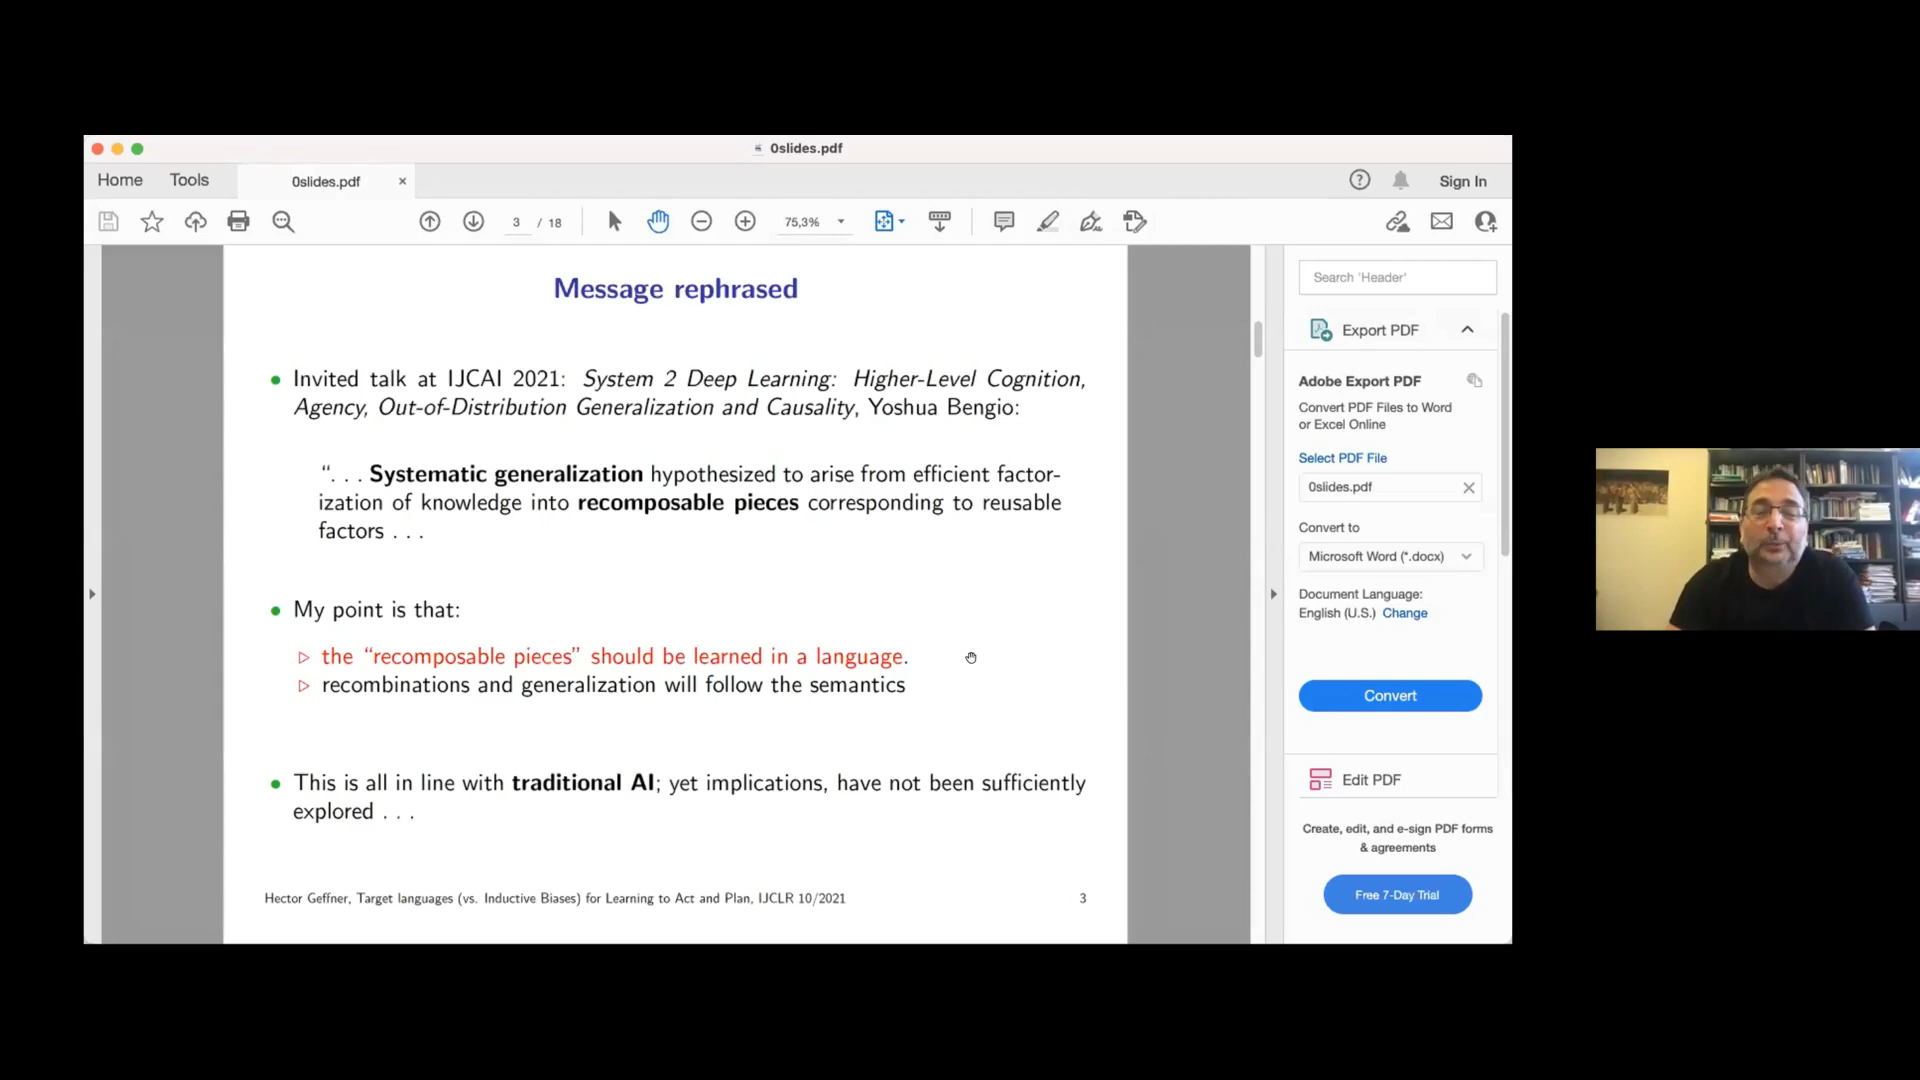 0slides.pdf
Home Tools 0slides.pdf Sign In
3 / 18 75,3%
Message rephrased
Invited talk at IJCAI 2021: System 2 Deep Learning: Higher-Level Cognition,
Agency, Out-of-Distribution Generalization and Causality, Yoshua Bengio:
“. . . Systematic generalization hypothesized to arise from efficient factor-
ization of knowledge into recomposable pieces corresponding to reusable
factors . . .
My point is that:
the “recomposable pieces” should be learned in a language.
recombinations and generalization will follow the semantics
This is all in line with traditional AI; yet implications, have not been sufficiently
explored . . .
Hector Geffner, Target languages (vs. Inductive Biases) for Learning to Act and Plan, IJCLR 10/2021 3
Search 'Header'
Export PDF
Adobe Export PDF
Convert PDF Files to Word
or Excel Online
Select PDF File
0slides.pdf
Convert to
Microsoft Word (*.docx)
Document Language:
English (U.S.) Change
Convert
Edit PDF
Create, edit, and e-sign PDF forms
& agreements
Free 7-Day Trial